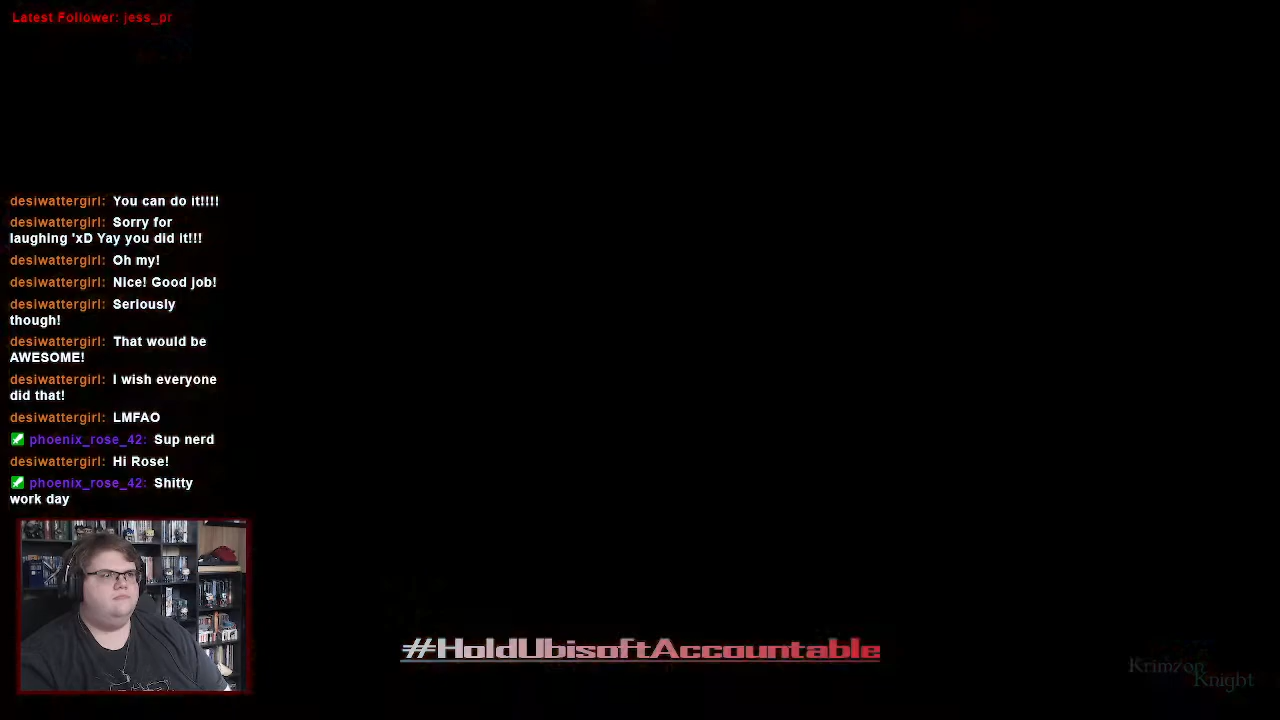 Latest Follower: jess_pr
desiwattergirl: You can do it!!!!
desiwattergirl: Sorry for
laughing 'xD Yay you did it!!!
desiwattergirl: Oh my!
desiwattergirl: Nice! Good job!
desiwattergirl: Seriously
though!
desiwattergirl: That would be
AWESOME!
desiwattergirl: I wish everyone
did that!
desiwattergirl: LMFAO
phoenix_rose_42: Sup nerd
desiwattergirl: Hi Rose!
phoenix_rose_42: Shitty
work day
#HoldUbisoftAccountable
Krimzon
Knight